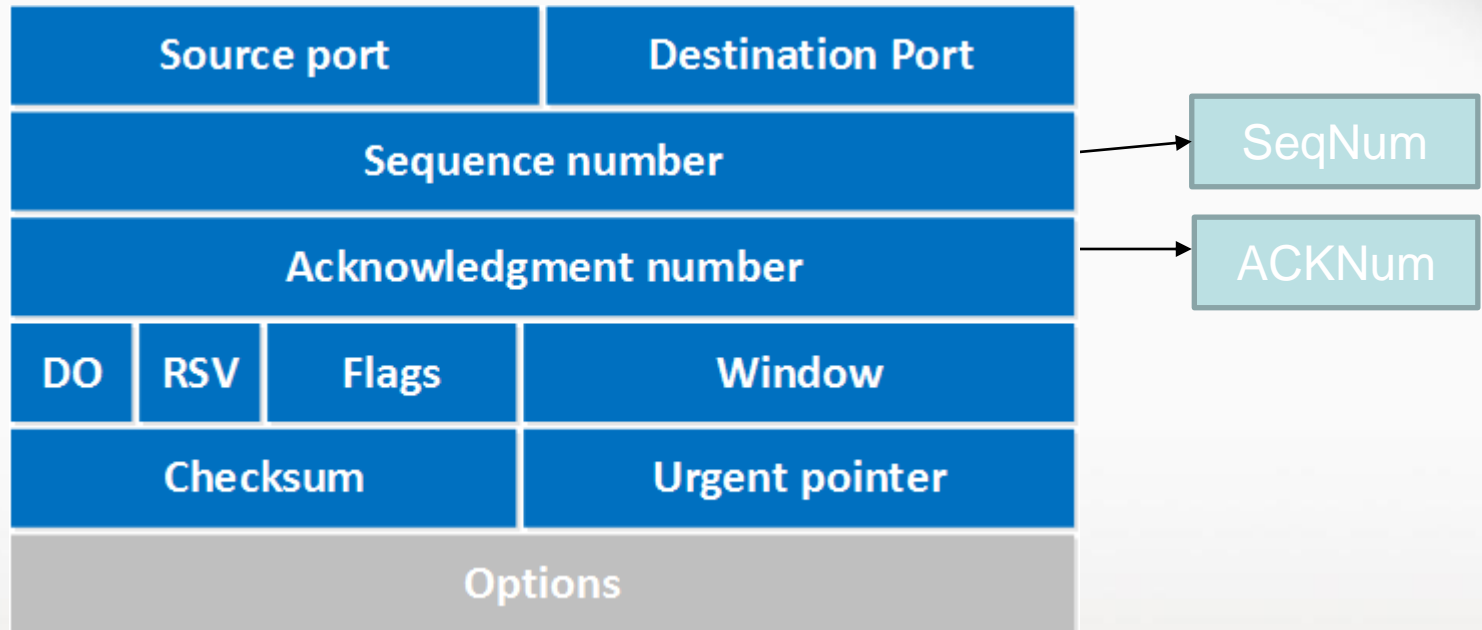 Source port Destination Port
Sequence number SeqNum
Acknowledgment number ACKNum
DO RSV Flags Window
Checksum Urgent pointer
Options